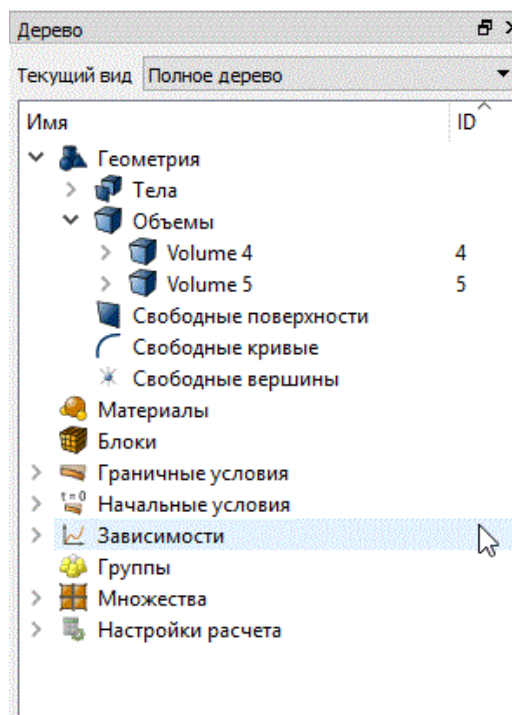 Дерево
Текущий вид Полное дерево
Имя ID
Геометрия
Тела
Объемы
Volume 4 4
Volume 5 5
Свободные поверхности
Свободные кривые
Свободные вершины
Материалы
Блоки
Граничные условия
t=0 Начальные условия
Зависимости
Группы
Множества
Настройки расчета